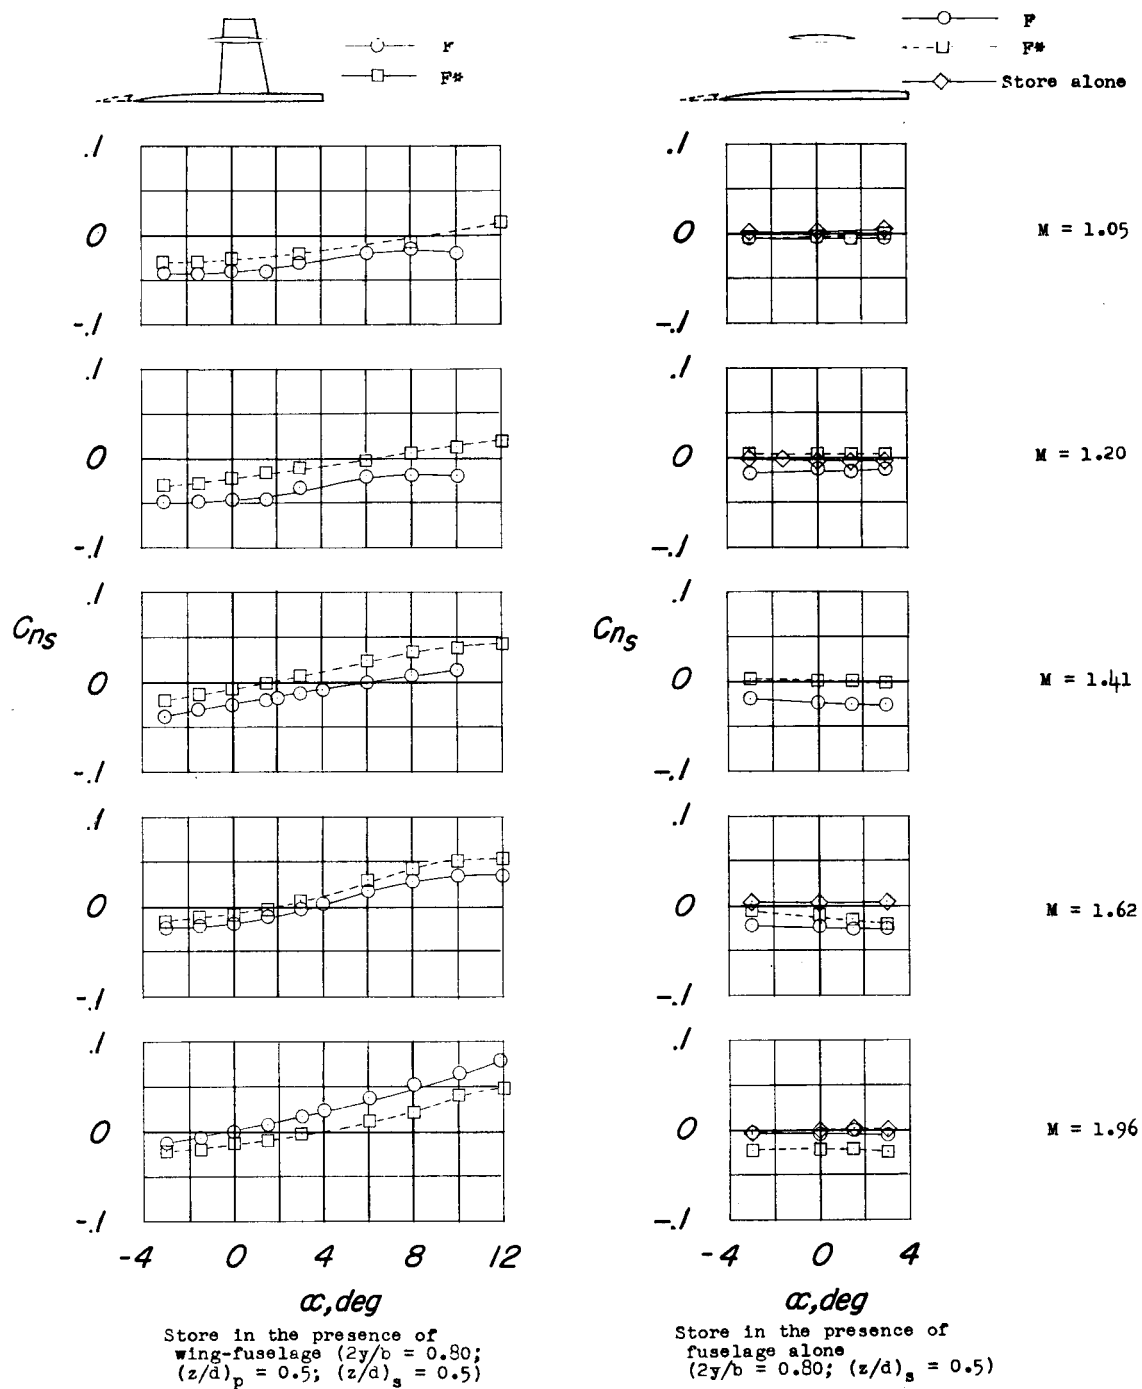 F
F*
F
F*
Store alone
.1
0
-.1
.1
0
-.1
M = 1.05
.1
0
-.1
.1
0
-.1
M = 1.20
Cns
.1
0
-.1
Cns
.1
0
-.1
M = 1.41
.1
0
-.1
.1
0
-.1
M = 1.62
.1
0
-.1
.1
0
-.1
M = 1.96
-4 0 4 8 12
α, deg
-4 0 4
α, deg
Store in the presence of
wing-fuselage (2y/b = 0.80;
(z/d)p = 0.5; (z/d)s = 0.5)
Store in the presence of
fuselage alone
(2y/b = 0.80; (z/d)s = 0.5)